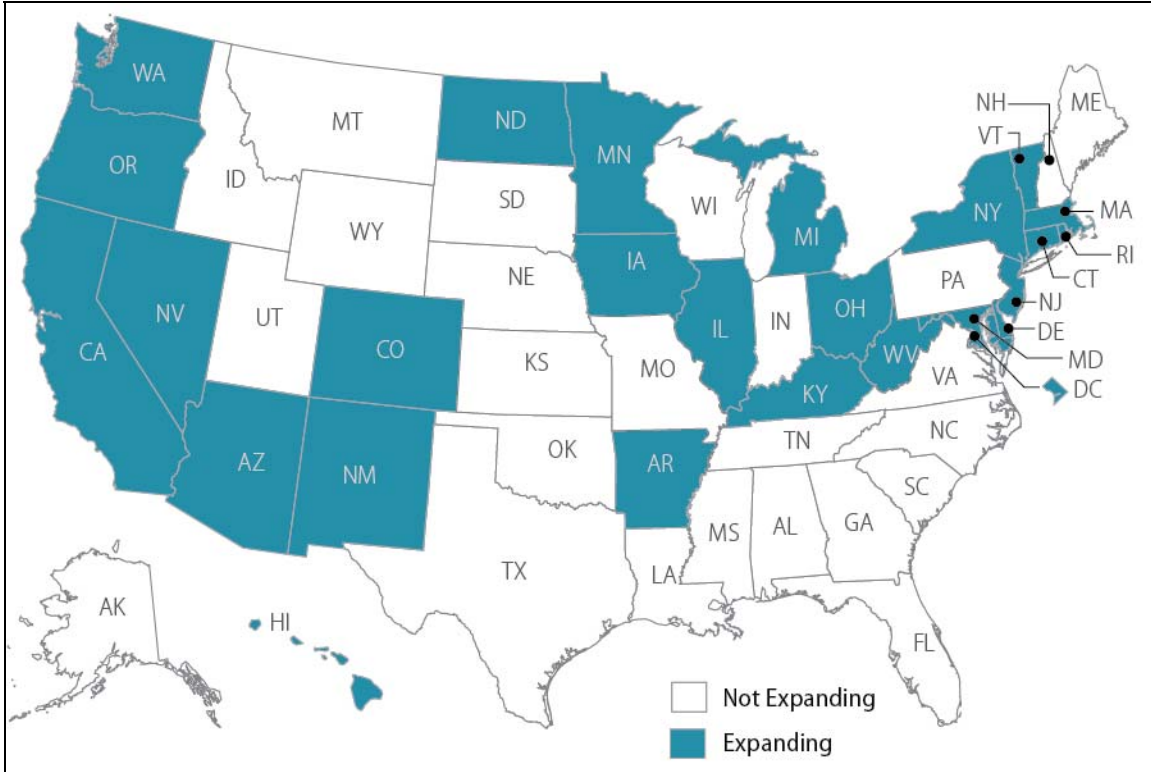 WA
MT
ND
MN
NH
ME
VT
OR
ID
SD
WI
MI
NY
MA
WY
RI
CT
NE
IA
PA
NJ
NV
UT
CO
IL
IN
OH
DE
CA
KS
MO
WV
MD
VA
DC
KY
NC
TN
AZ
NM
OK
AR
SC
MS
AL
GA
TX
LA
AK
HI
FL
Not Expanding
Expanding